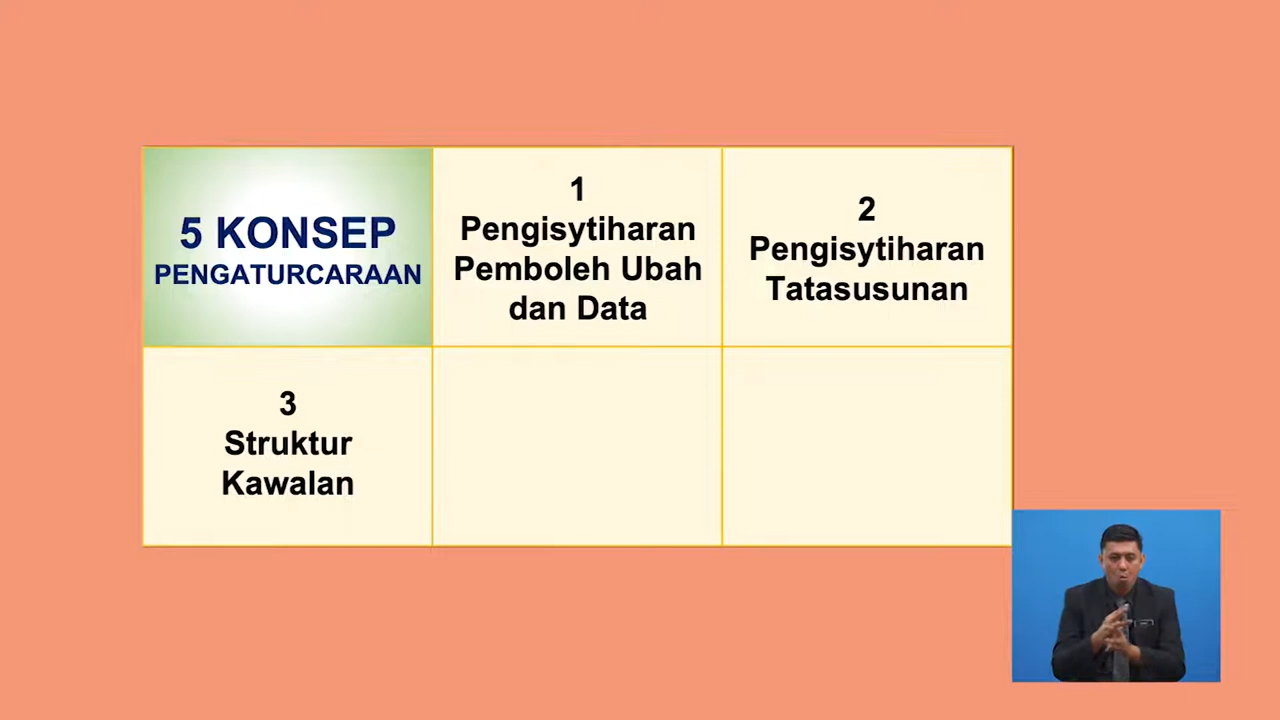 5 KONSEP
PENGATURCARAAN
1
Pengisytiharan
Pemboleh Ubah
dan Data
2
Pengisytiharan
Tatasusunan
3
Struktur
Kawalan